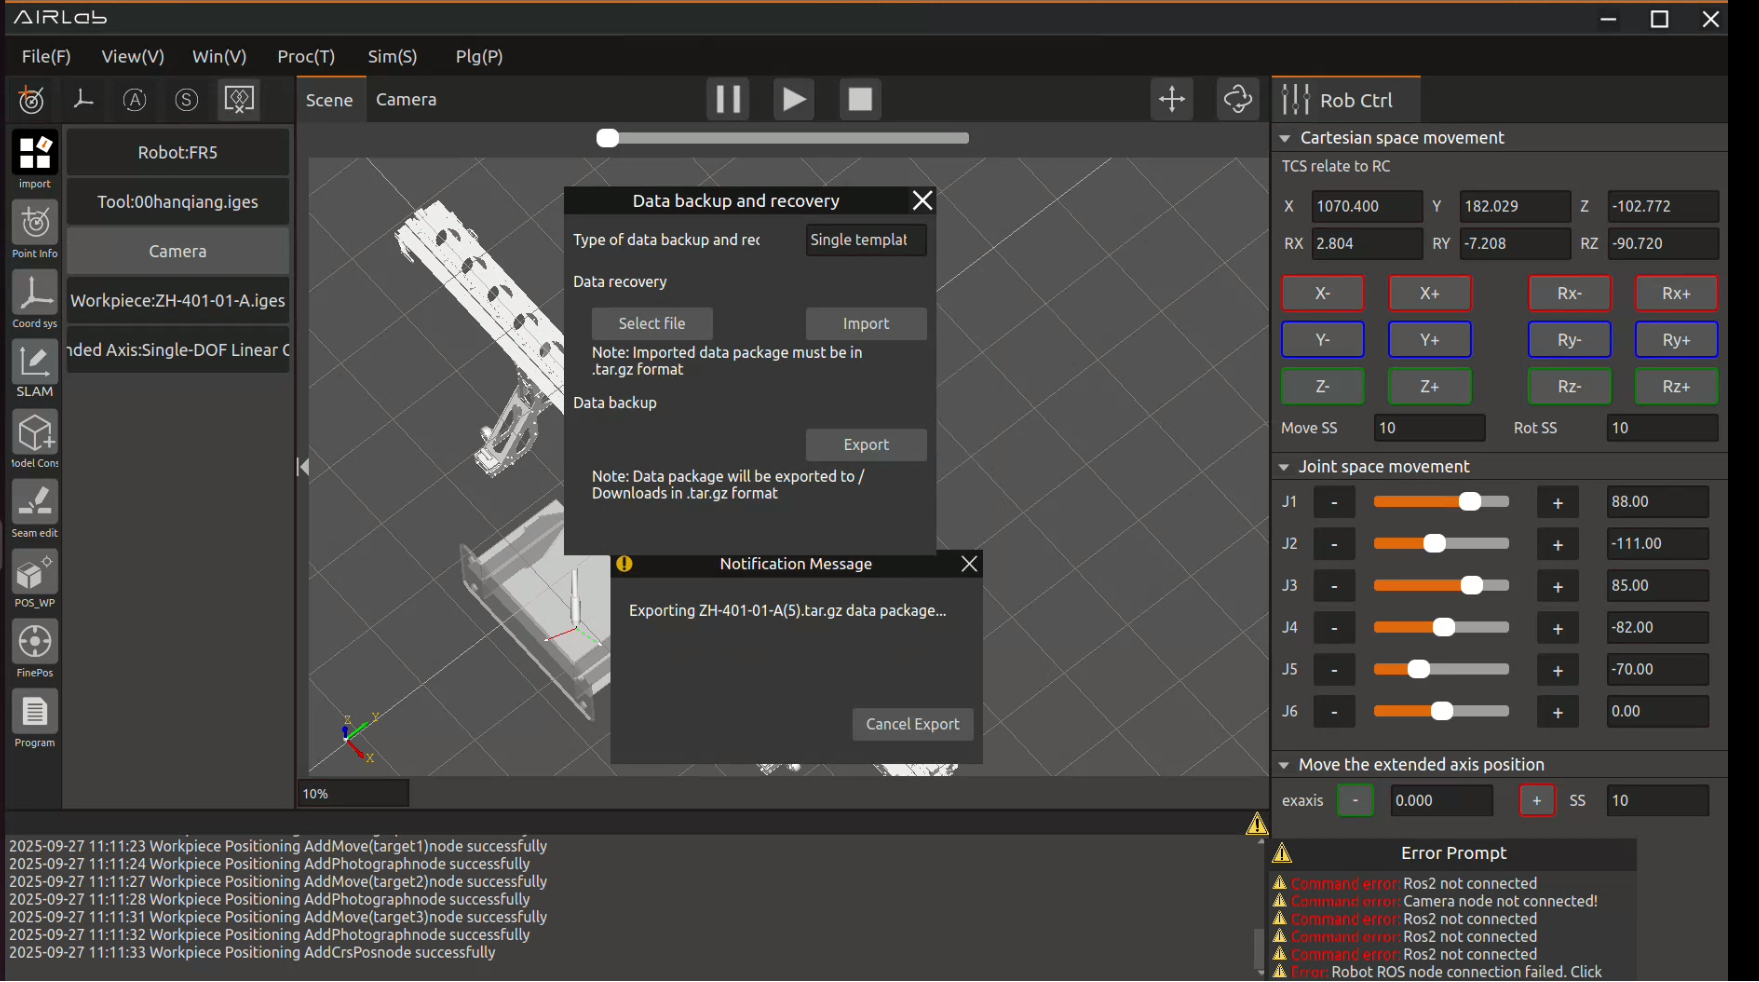 AIRLab
File(F) View(V) Win(V) Proc(T) Sim(S) Plg(P)
A S
Scene Camera
Rob Ctrl
import
Point Info
Coord sys
SLAM
Model Cons
Seam edit
POS_WP
FinePos
Program
Robot:FR5
Tool:00hanqiang.iges
Camera
Workpiece:ZH-401-01-A.iges
nded Axis:Single-DOF Linear C
Data backup and recovery
Type of data backup and rec Single templat
Data recovery
Select file Import
Note: Imported data package must be in
.tar.gz format
Data backup
Export
Note: Data package will be exported to /
Downloads in .tar.gz format
Notification Message
Exporting ZH-401-01-A(5).tar.gz data package...
Cancel Export
Z Y
X
10%
Cartesian space movement
TCS relate to RC
X 1070.400 Y 182.029 Z -102.772
RX 2.804 RY -7.208 RZ -90.720
X- X+ Rx- Rx+
Y- Y+ Ry- Ry+
Z- Z+ Rz- Rz+
Move SS 10 Rot SS 10
Joint space movement
J1 - + 88.00
J2 - + -111.00
J3 - + 85.00
J4 - + -82.00
J5 - + -70.00
J6 - + 0.00
Move the extended axis position
exaxis - 0.000 + SS 10
2025-09-27 11:11:23 Workpiece Positioning AddMove(target1)node successfully
2025-09-27 11:11:24 Workpiece Positioning AddPhotographnode successfully
2025-09-27 11:11:27 Workpiece Positioning AddMove(target2)node successfully
2025-09-27 11:11:28 Workpiece Positioning AddPhotographnode successfully
2025-09-27 11:11:31 Workpiece Positioning AddMove(target3)node successfully
2025-09-27 11:11:32 Workpiece Positioning AddPhotographnode successfully
2025-09-27 11:11:33 Workpiece Positioning AddCrsPosnode successfully
Error Prompt
Command error: Ros2 not connected
Command error: Camera node not connected!
Command error: Ros2 not connected
Command error: Ros2 not connected
Command error: Ros2 not connected
Error: Robot ROS node connection failed. Click